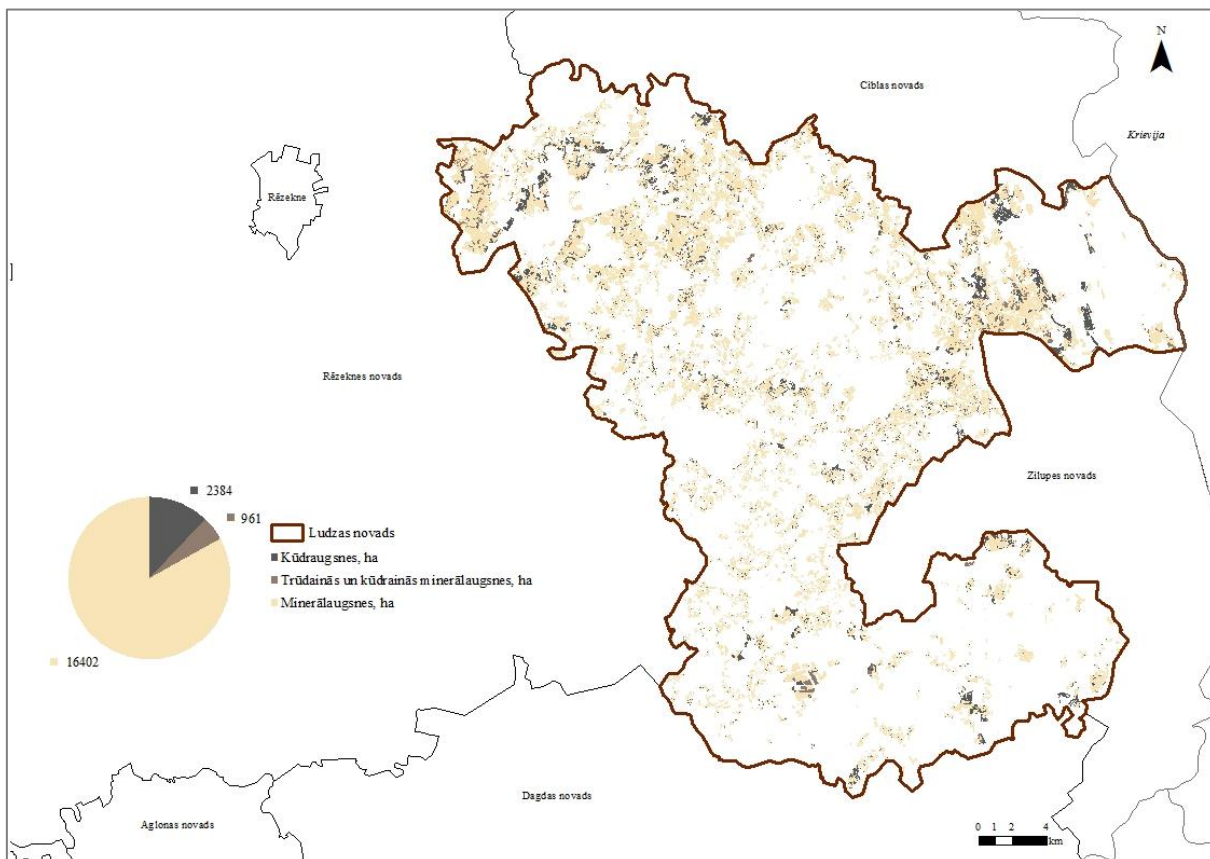 N
Ciblas novads
Krievija
Rēzekne
Rēzeknes novads
Zilupes novads
2384
961
16402
Ludzas novads
Kūdraugsnes, ha
Trūdainās un kūdrainās minerālaugsnes, ha
Minerālaugsnes, ha
Dagdas novads
Aglonas novads
0 1 2 4
km